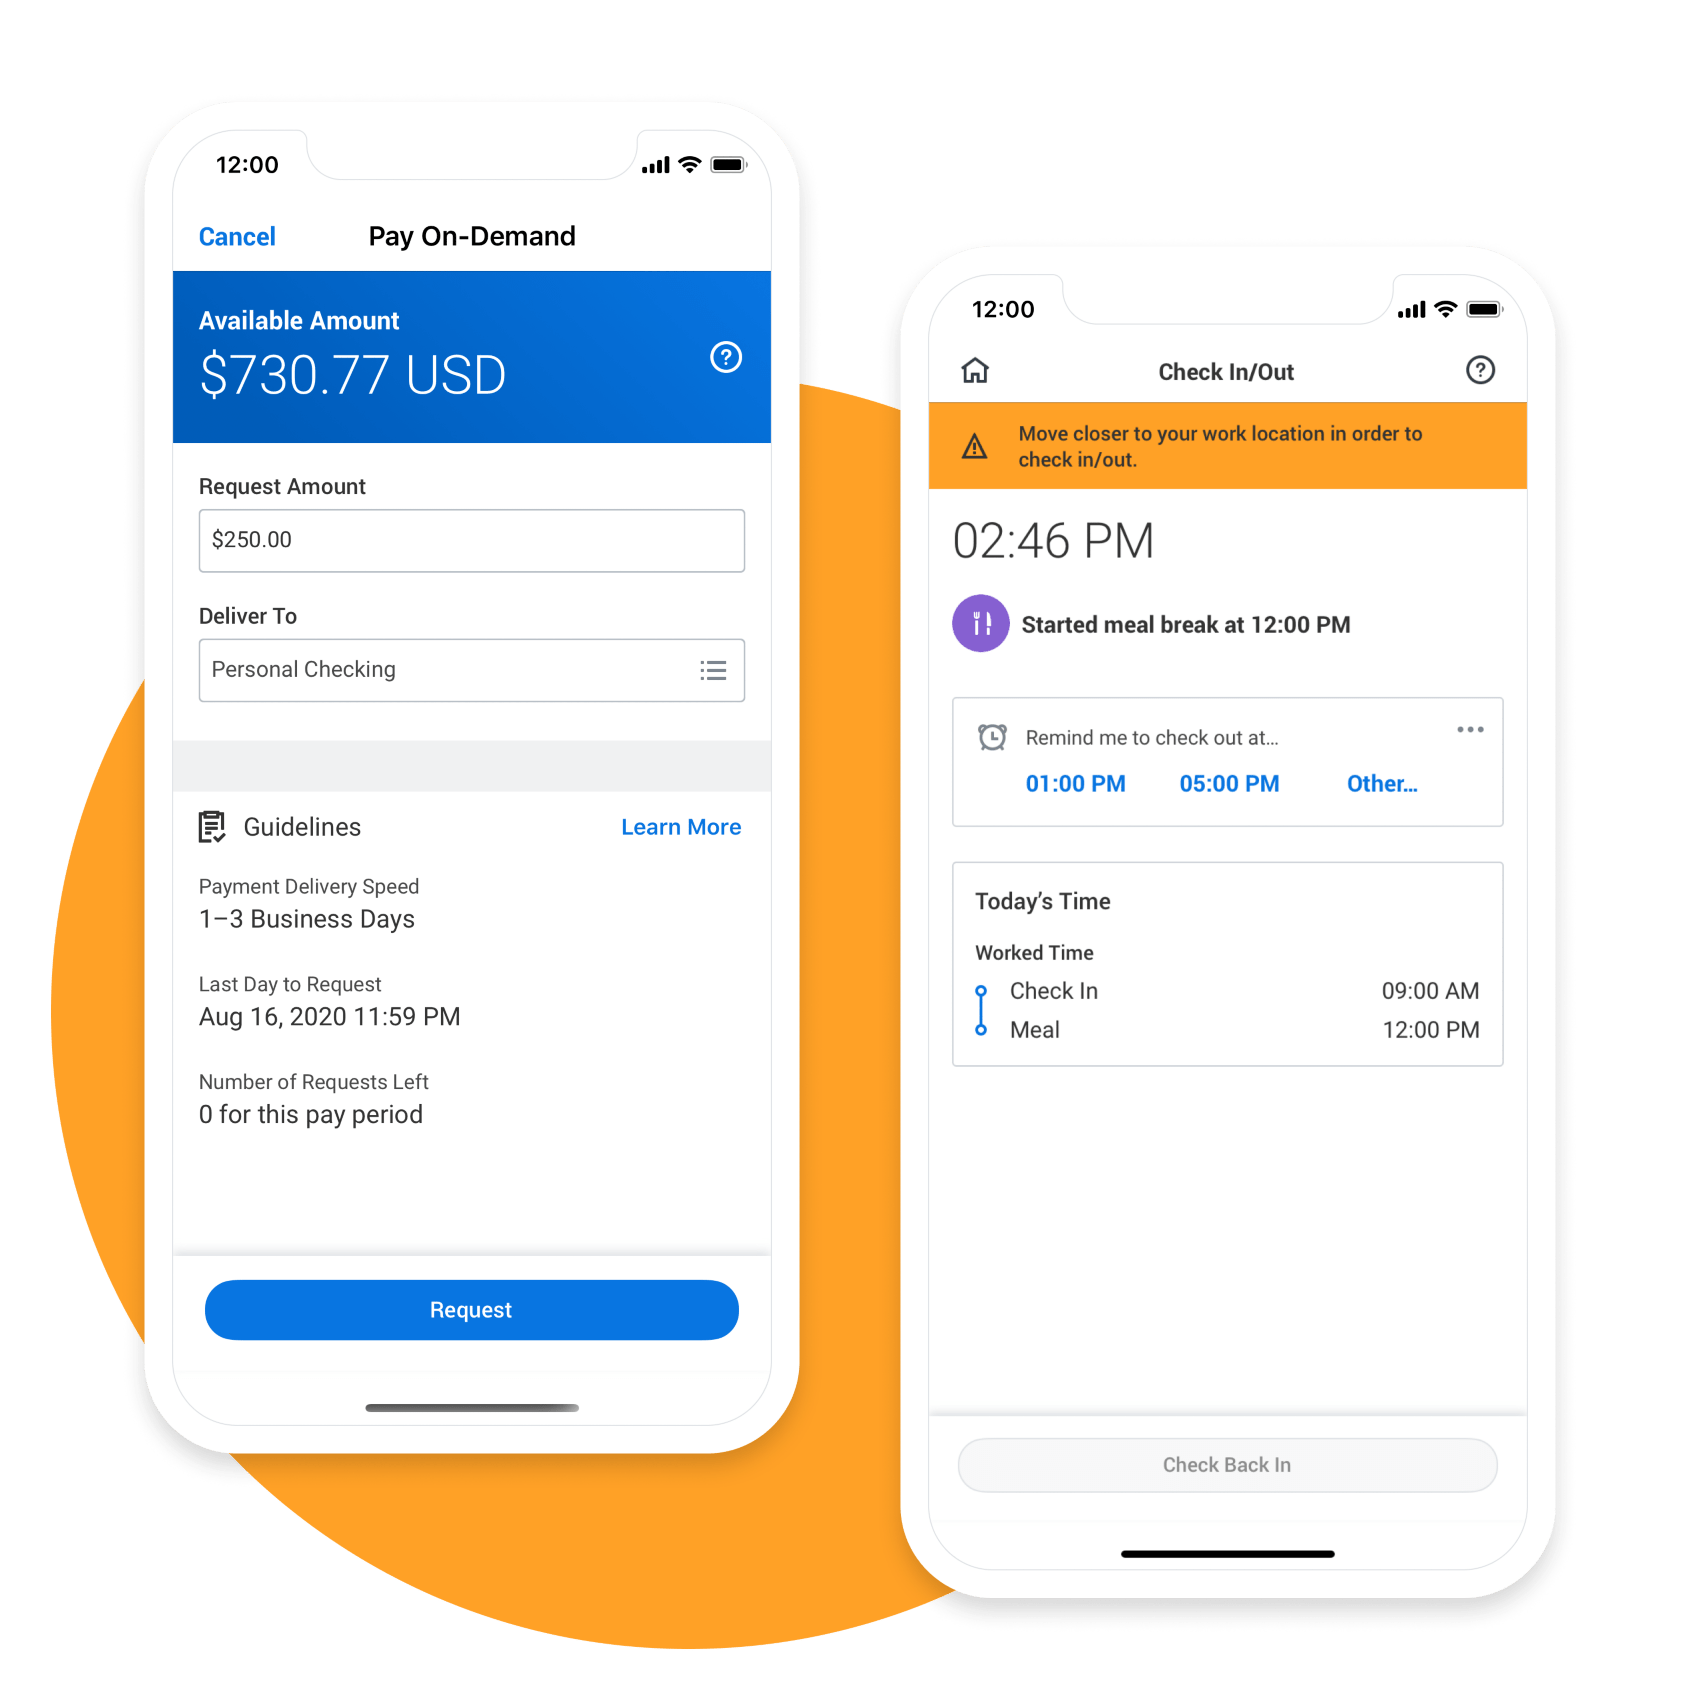 12:00
Cancel
Pay On-Demand
Available Amount
$730.77 USD
Request Amount
$250.00
Deliver To
Personal Checking
Guidelines
Learn More
Payment Delivery Speed
1–3 Business Days
Last Day to Request
Aug 16, 2020 11:59 PM
Number of Requests Left
0 for this pay period
Request
12:00
Check In/Out
Move closer to your work location in order to
check in/out.
02:46 PM
Started meal break at 12:00 PM
Remind me to check out at...
01:00 PM
05:00 PM
Other...
Today's Time
Worked Time
Check In
09:00 AM
Meal
12:00 PM
Check Back In